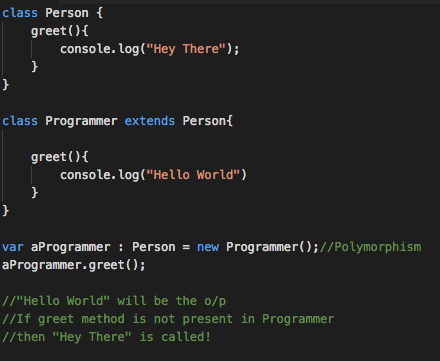 class Person {
    greet(){
        console.log("Hey There");
    }
}

class Programmer extends Person{

    greet(){
        console.log("Hello World")
    }
}

var aProgrammer : Person = new Programmer();//Polymorphism
aProgrammer.greet();

//"Hello World" will be the o/p
//If greet method is not present in Programmer
//then "Hey There" is called!